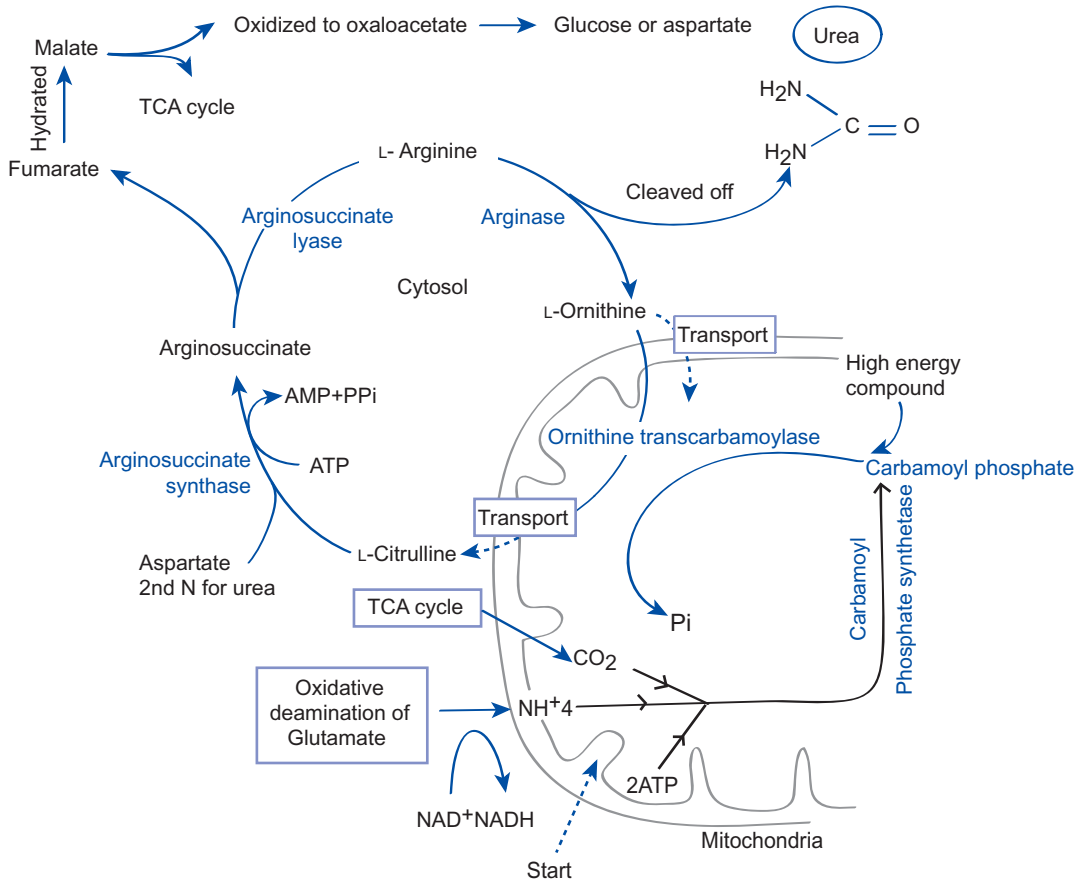 Oxidized to oxaloacetate
Glucose or aspartate
Urea
Malate
Hydrated
TCA cycle
Fumarate
H2N
C
O
H2N
L- Arginine
Cleaved off
Arginosuccinate
lyase
Arginase
Cytosol
L-Ornithine
Transport
Arginosuccinate
High energy
compound
AMP+PPi
Ornithine transcarbamoylase
Arginosuccinate
synthase
ATP
Carbamoyl phosphate
Transport
L-Citrulline
Aspartate
2nd N for urea
TCA cycle
Carbamoyl
Phosphate synthetase
Pi
CO2
Oxidative
deamination of
Glutamate
NH+4
2ATP
NAD+NADH
Mitochondria
Start